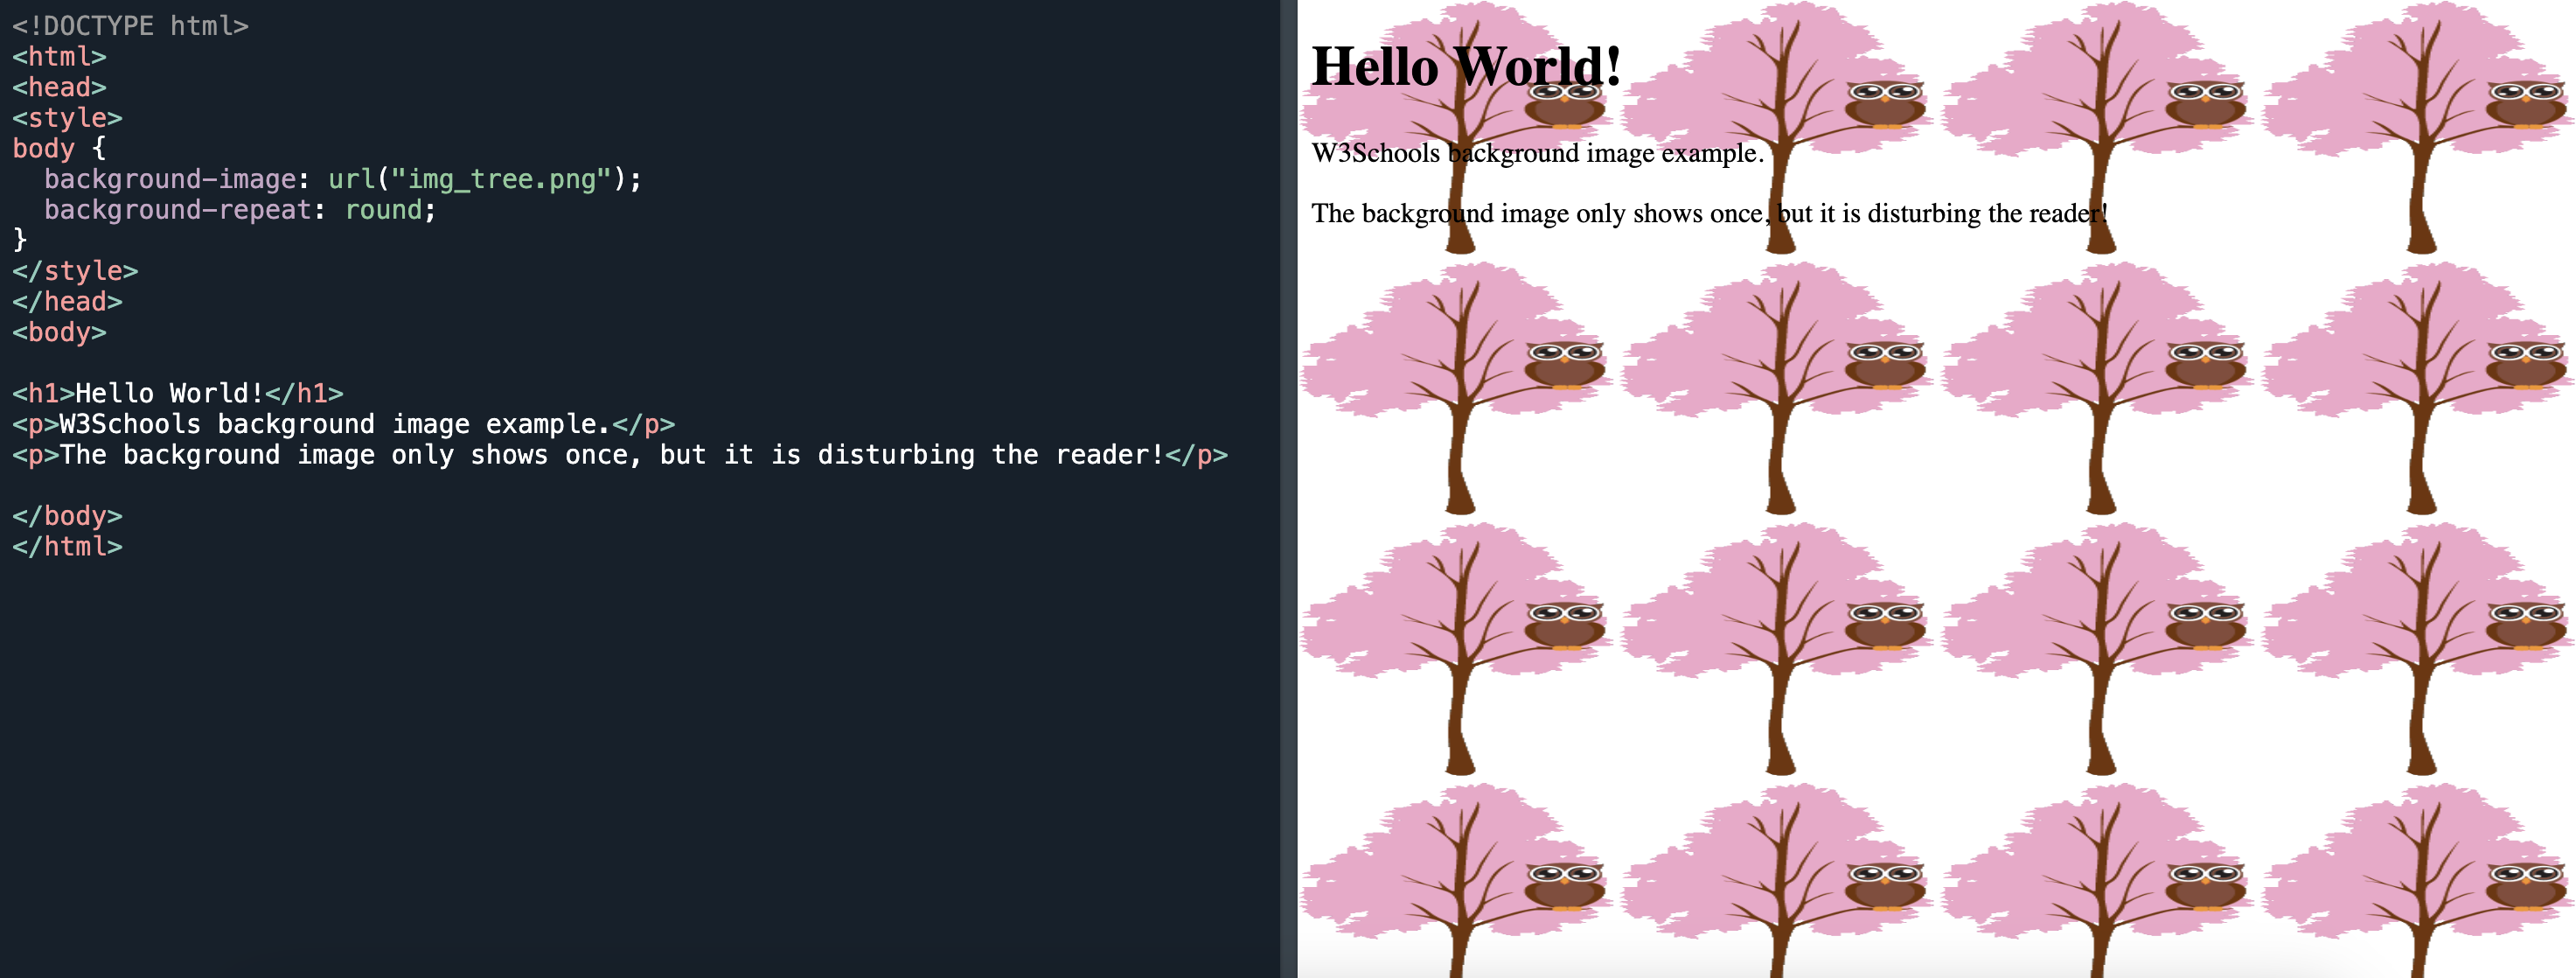 <!DOCTYPE html>
<html>
<head>
<style>
body {
  background-image: url("img_tree.png");
  background-repeat: round;
}
</style>
</head>
<body>

<h1>Hello World!</h1>
<p>W3Schools background image example.</p>
<p>The background image only shows once, but it is disturbing the reader!</p>

</body>
</html>
Hello World!
W3Schools background image example.
The background image only shows once, but it is disturbing the reader!